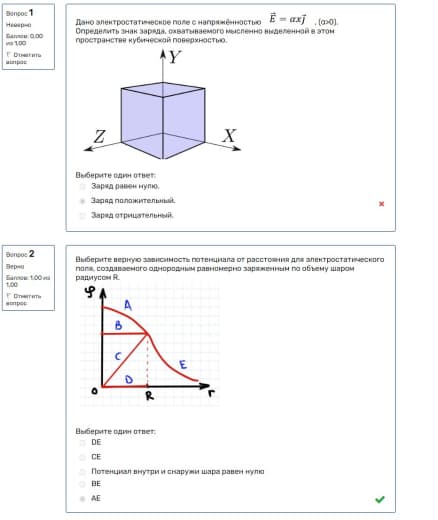 Вопрос 1
Неверно
Баллов: 0,00
из 1,00
Отметить
вопрос
Дано электростатическое поле с напряжённостью E⃗ = αxj⃗ , (α>0).
Определить знак заряда, охватываемого мысленно выделенной в этом
пространстве кубической поверхностью.
Y
Z
X
Выберите один ответ:
Заряд равен нулю.
Заряд положительный.
Заряд отрицательный.
Вопрос 2
Верно
Баллов: 1,00 из
1,00
Отметить
вопрос
Выберите верную зависимость потенциала от расстояния для электростатического
поля, создаваемого однородным равномерно заряженным по объему шаром
радиусом R.
φ
A
B
C
E
D
0
R
r
Выберите один ответ:
DE
CE
Потенциал внутри и снаружи шара равен нулю
BE
AE